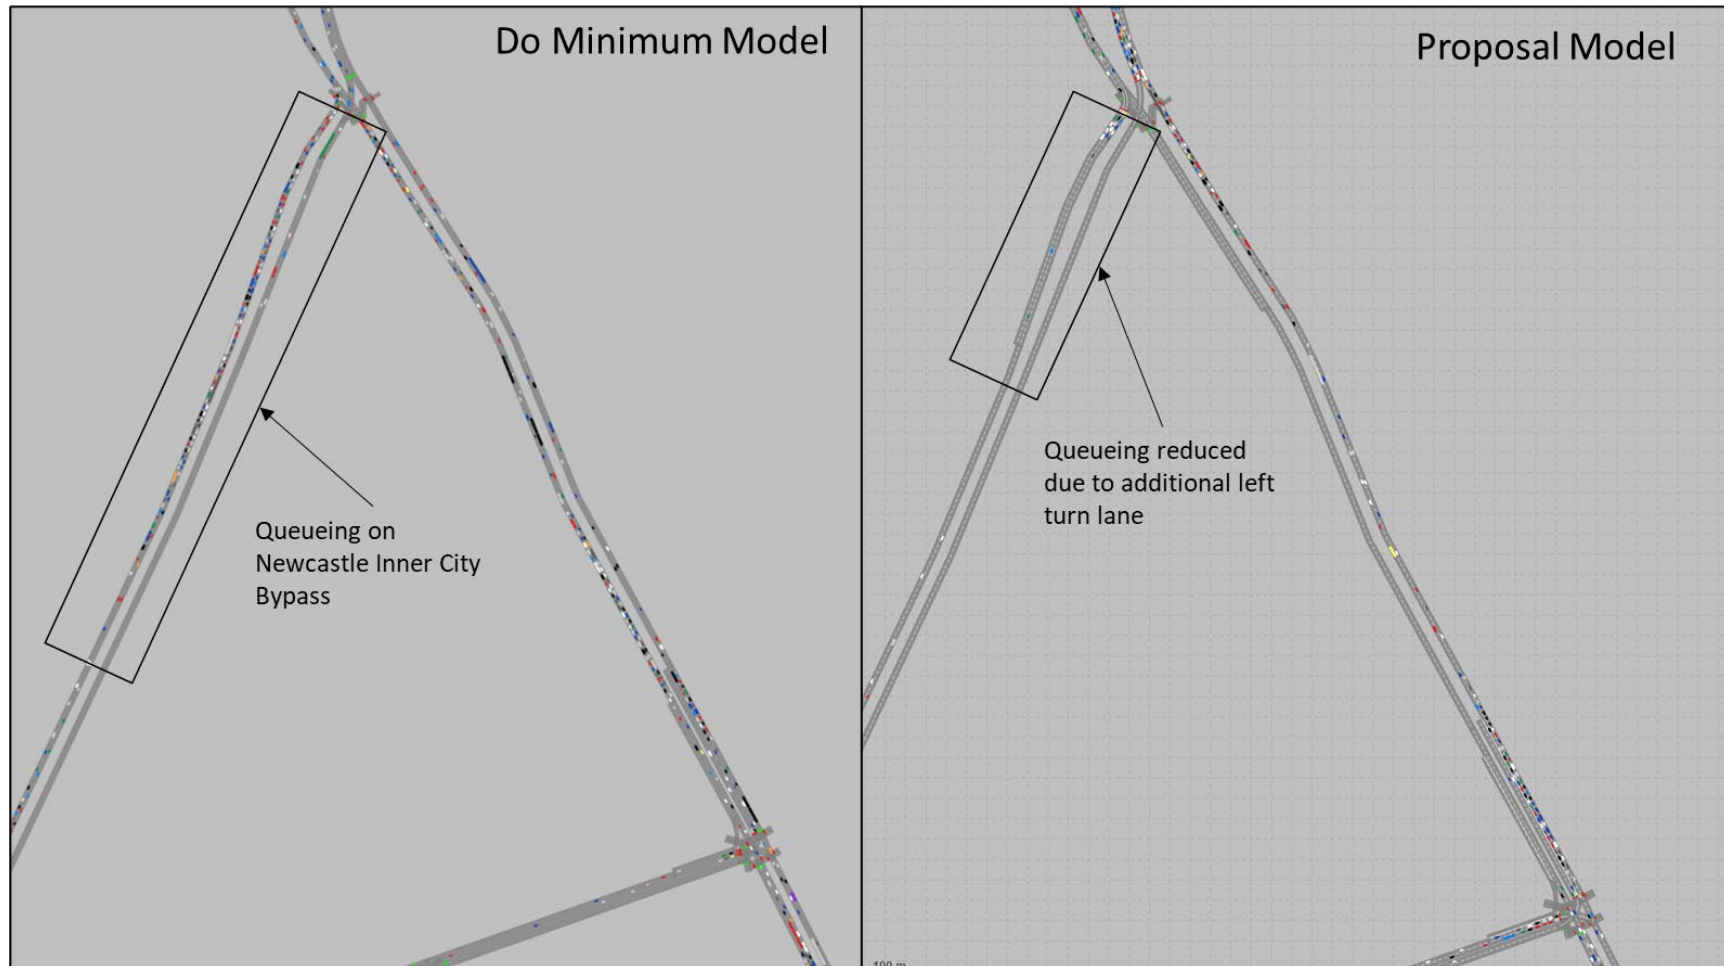 Do Minimum Model
Proposal Model
Queueing on
Newcastle Inner City
Bypass
Queueing reduced
due to additional left
turn lane
100 m